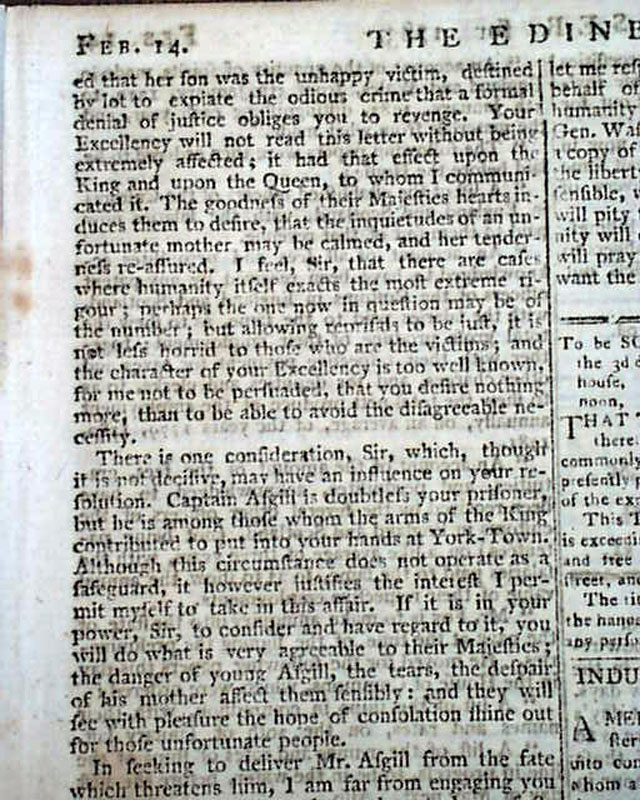 FEB. 14.
THE EDINB
ed that her ſon was the unhappy victim, deſtined
by lot to expiate the odious crime that a formal
denial of juſtice obliges you to revenge. Your
Excellency will not read this letter without being
extremely affected; it had that effect upon the
King and upon the Queen, to whom I communi-
cated it. The goodneſs of their Majeſties hearts in-
duces them to deſire, that the inquietudes of an un-
fortunate mother may be calmed, and her tender-
neſs re-aſſured. I feel, Sir, that there are caſes
where humanity itſelf exacts the moſt extreme ri-
gour; perhaps the one now in queſtion may be of
the number; but allowing repriſals to be juſt, it is
not leſs horrid to thoſe who are the victims; and
the character of your Excellency is too well known,
for me not to be perſuaded, that you deſire nothing
more, than to be able to avoid the diſagreeable ne-
ceſſity.
There is one conſideration, Sir, which, though
it is not deciſive, may have an influence on your re-
ſolution. Captain Aſgill is doubtleſs your priſoner,
but he is among thoſe whom the arms of the King
contributed to put into your hands at York-Town.
Although this circumſtance does not operate as a
ſafeguard, it however juſtifies the intereſt I per-
mit myſelf to take in this affair. If it is in your
power, Sir, to conſider and have regard to it, you
will do what is very agreeable to their Majeſties;
the danger of young Aſgill, the tears, the deſpair
of his mother affect them ſenſibly: and they will
ſee with pleaſure the hope of conſolation ſhine out
for thoſe unfortunate people.
In ſeeking to deliver Mr. Aſgill from the fate
which threatens him, I am far from engaging you
let me
behalf of
humanity
Gen.
a copy of
the
ſenſible,
will pity
nity will
will pray
want the
To be
the 3d
houſe,
noon,
THAT
there
commonly
preſently
of the
This
is
and free
ſtreet, and
The
the
any
INDU
A
unto
whom